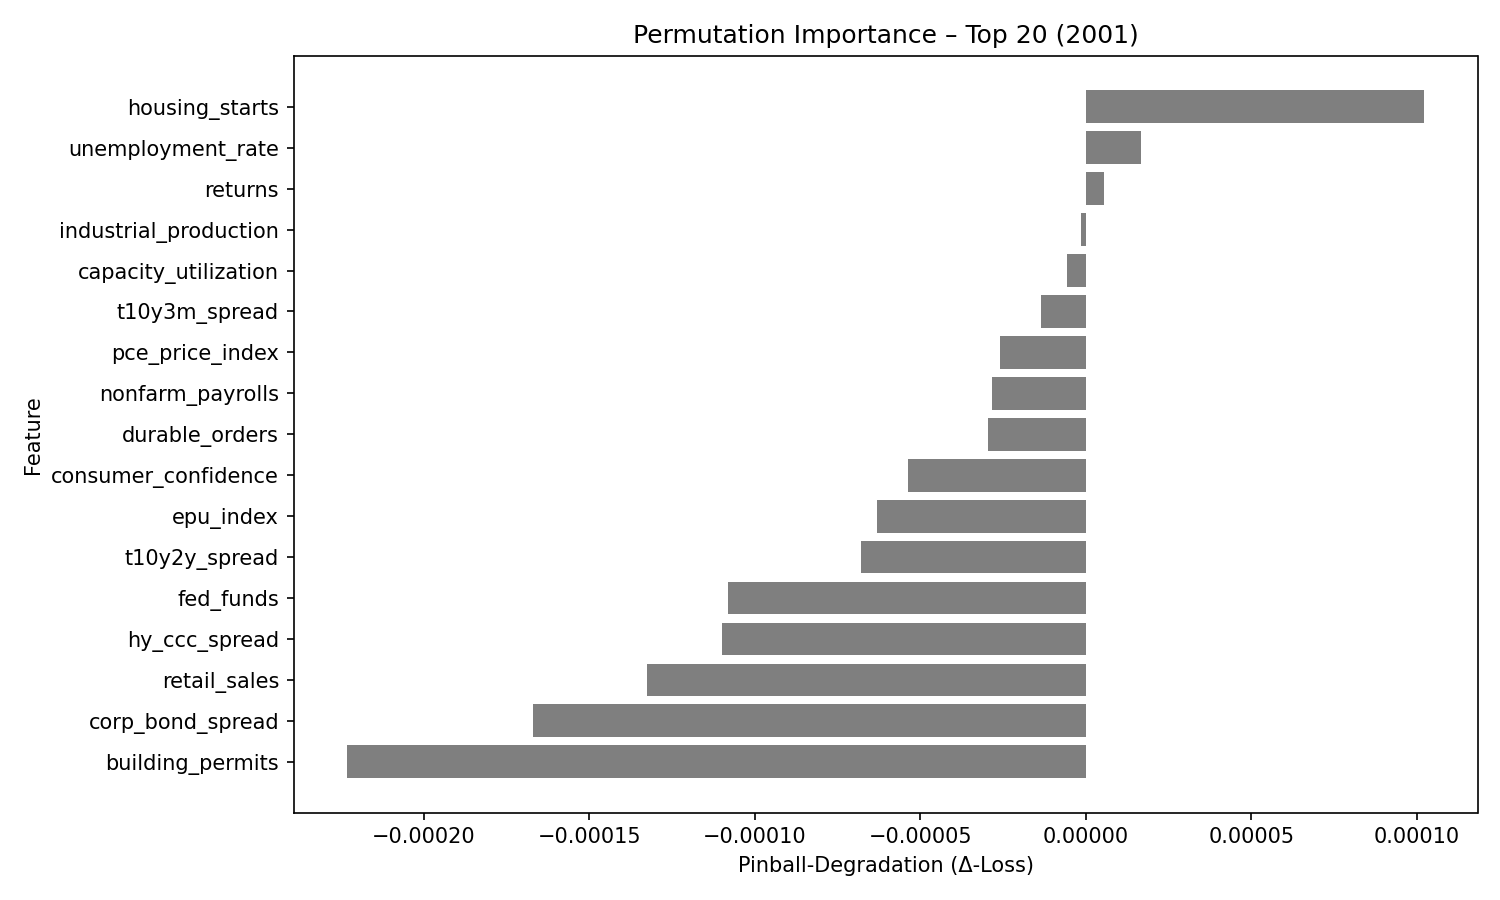 Permutation Importance – Top 20 (2001)
Feature
housing_starts
unemployment_rate
returns
industrial_production
capacity_utilization
t10y3m_spread
pce_price_index
nonfarm_payrolls
durable_orders
consumer_confidence
epu_index
t10y2y_spread
fed_funds
hy_ccc_spread
retail_sales
corp_bond_spread
building_permits
−0.00020 −0.00015 −0.00010 −0.00005 0.00000 0.00005 0.00010
Pinball-Degradation (Δ-Loss)